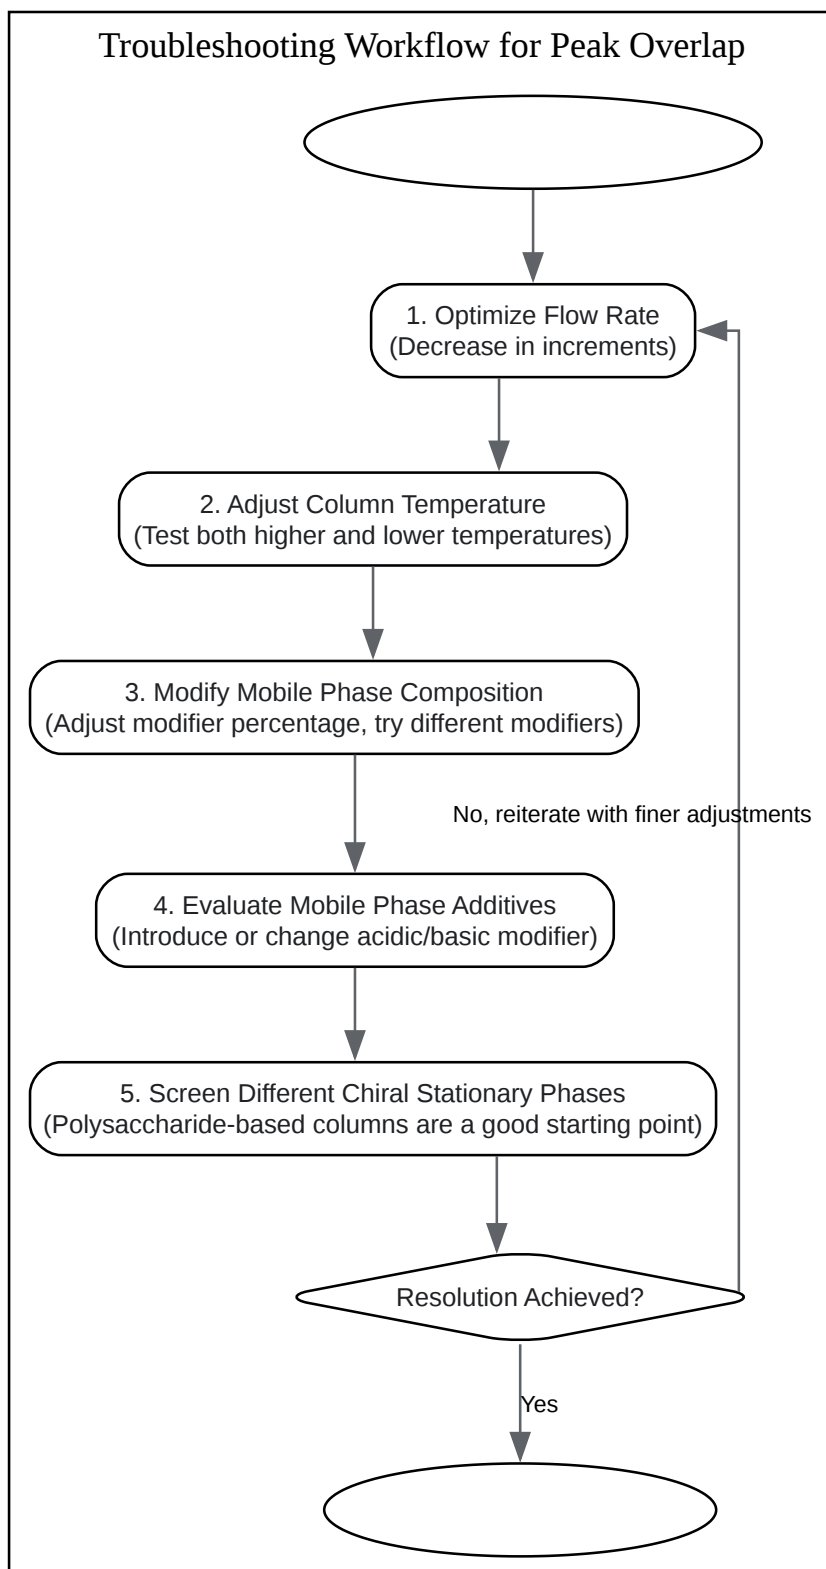 Troubleshooting Workflow for Peak Overlap
1. Optimize Flow Rate
(Decrease in increments)
2. Adjust Column Temperature
(Test both higher and lower temperatures)
3. Modify Mobile Phase Composition
(Adjust modifier percentage, try different modifiers)
No, reiterate with finer adjustments
4. Evaluate Mobile Phase Additives
(Introduce or change acidic/basic modifier)
5. Screen Different Chiral Stationary Phases
(Polysaccharide-based columns are a good starting point)
Resolution Achieved?
Yes